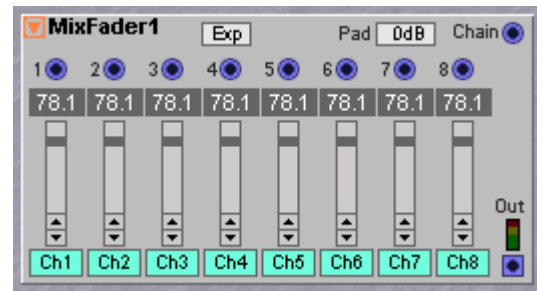 MixFader1 Exp Pad 0dB Chain
1 2 3 4 5 6 7 8
78.1 78.1 78.1 78.1 78.1 78.1 78.1 78.1
Out
Ch1 Ch2 Ch3 Ch4 Ch5 Ch6 Ch7 Ch8